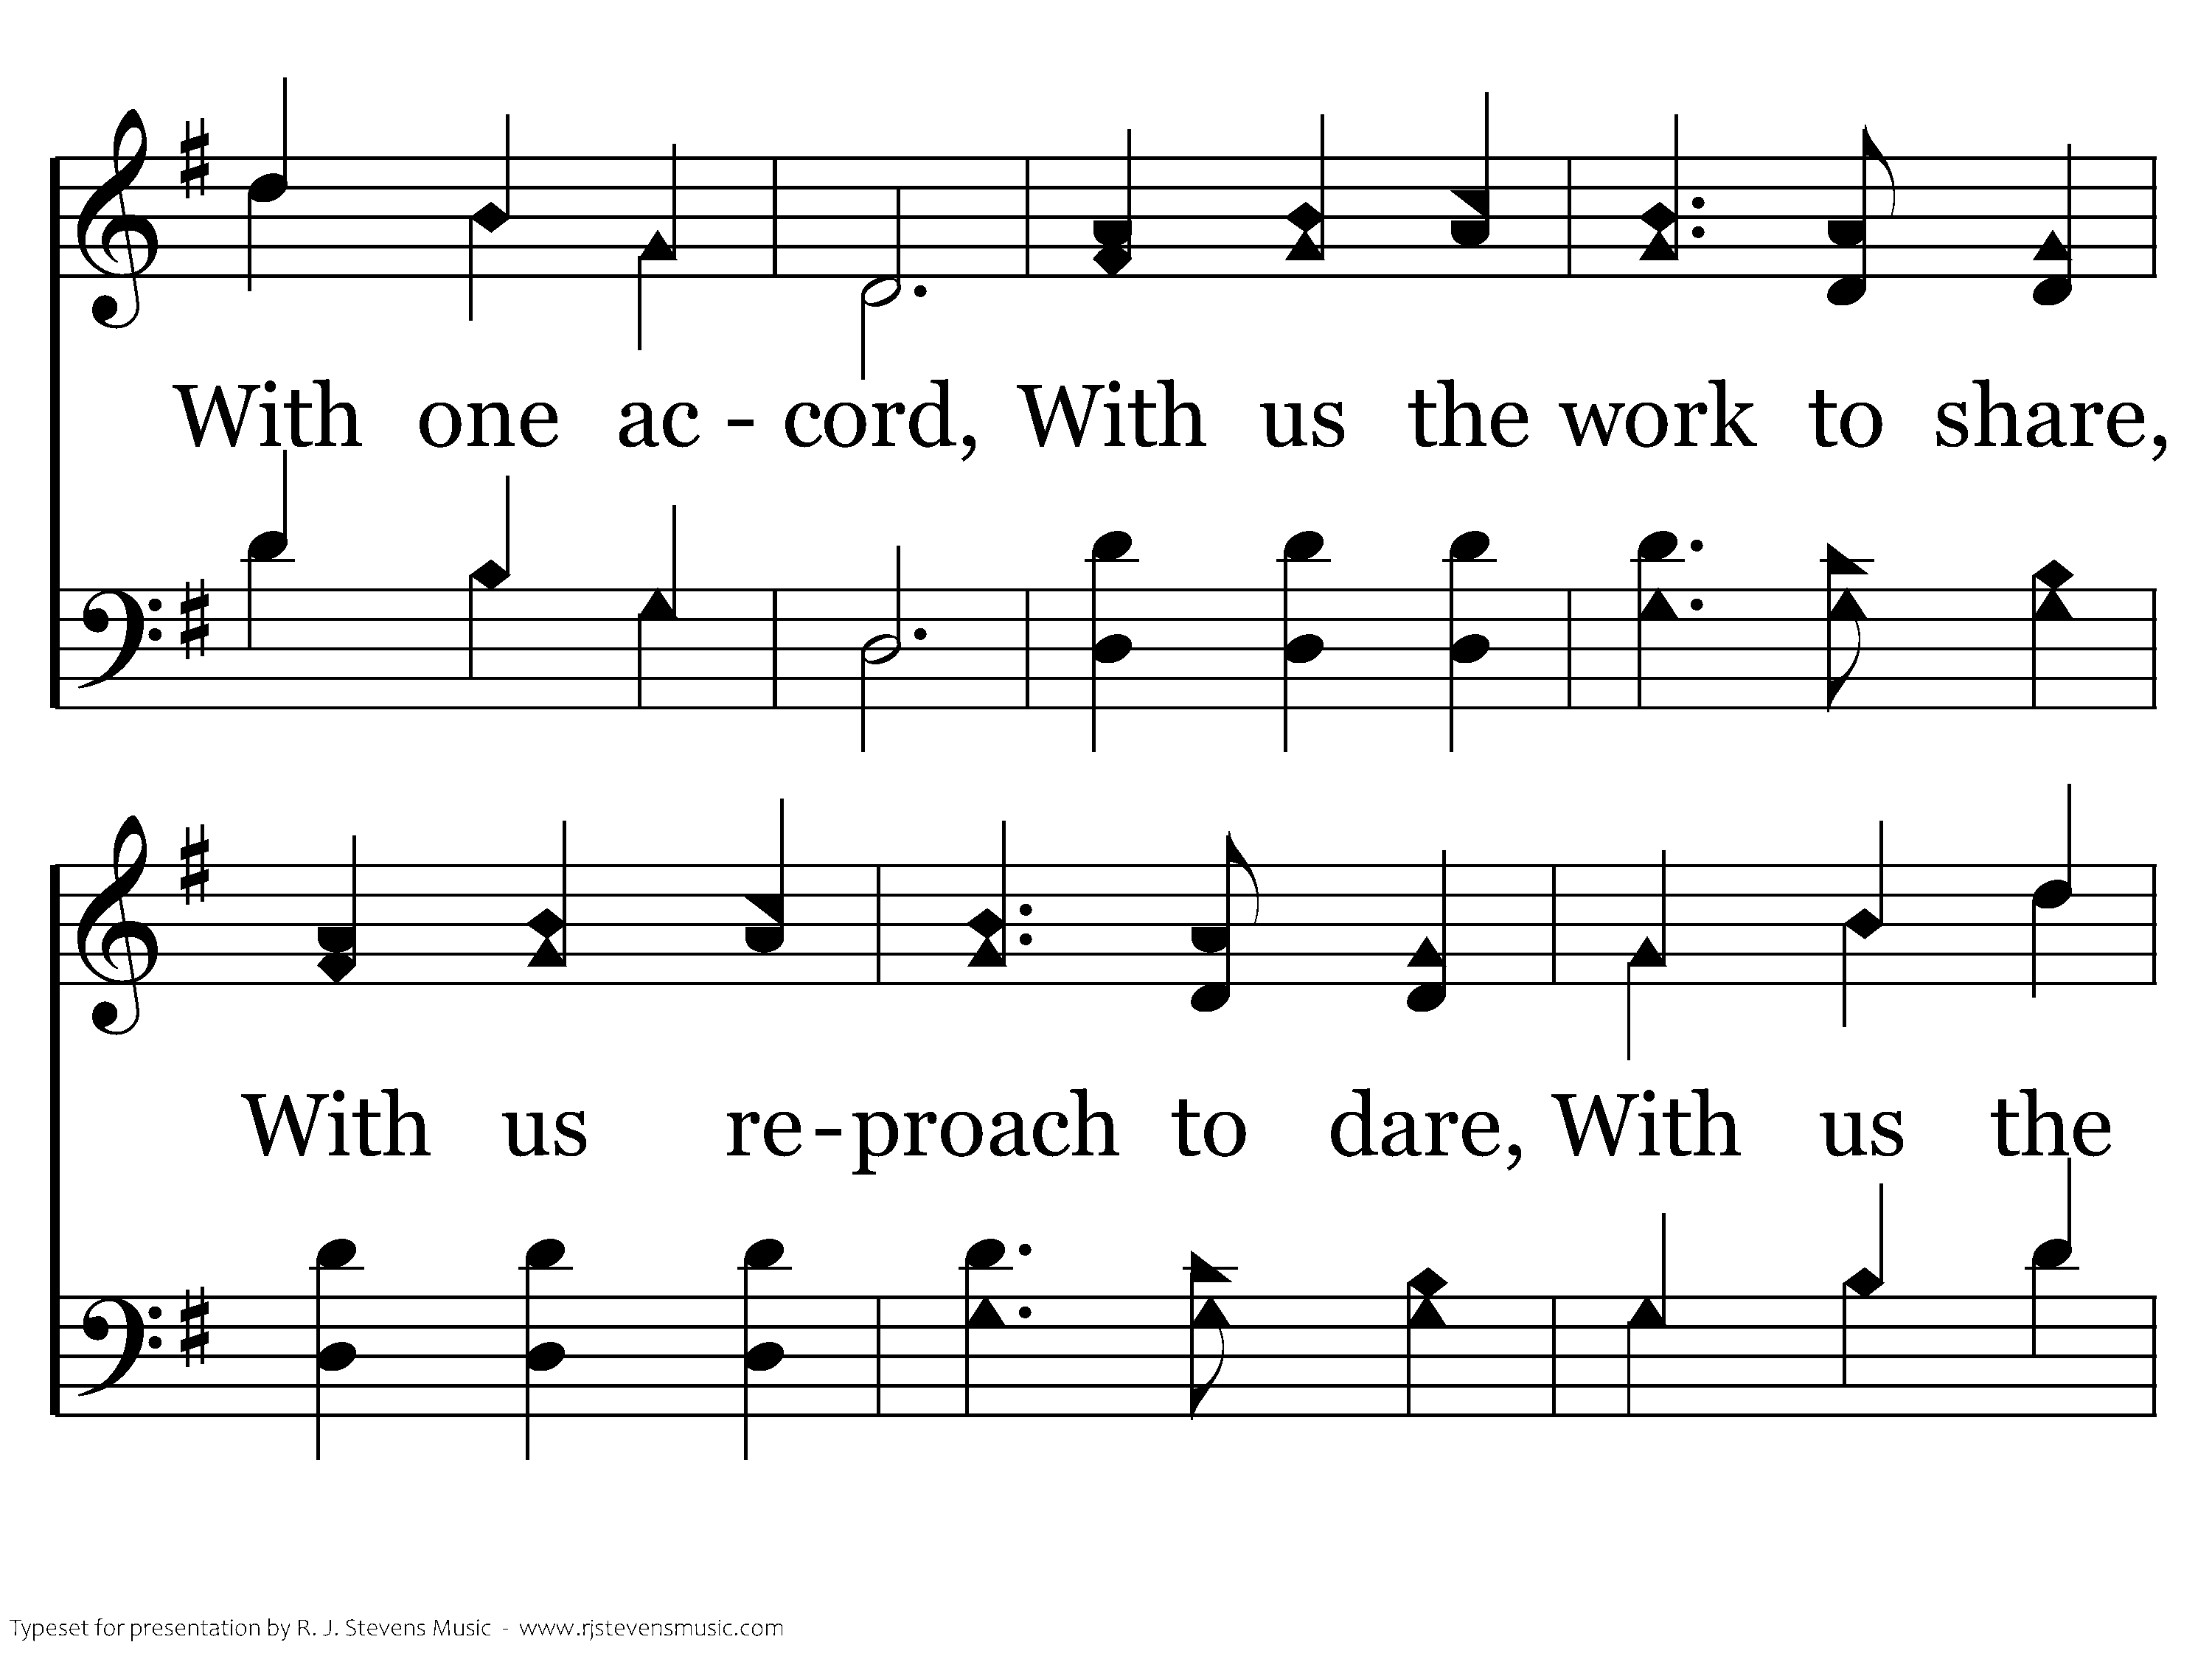 With one ac - cord, With us the work to share,
With us re - proach to dare, With us the
Typeset for presentation by R. J. Stevens Music - www.rjstevensmusic.com